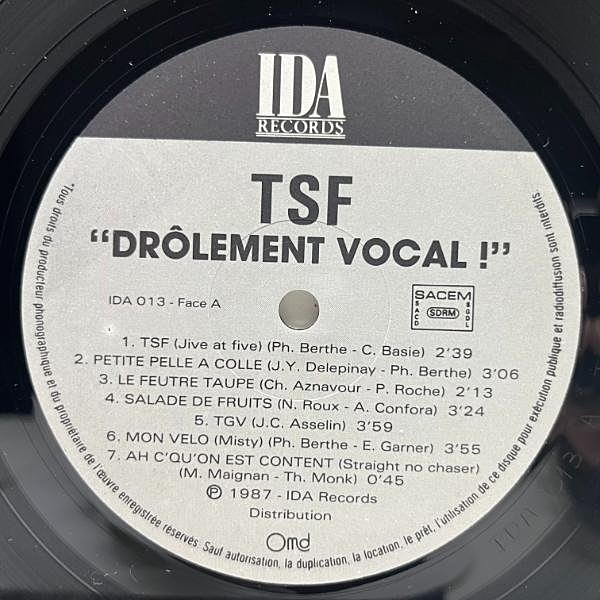 IDA
RECORDS
TSF
"DRÔLEMENT VOCAL !"
IDA 013 - Face A
SACEM
SACD
SDRM
SGDL
1. TSF (Jive at five) (Ph. Berthe - C. Basie) 2'39
2. PETITE PELLE A COLLE (J.Y. Delepinay - Ph. Berthe) 3'06
3. LE FEUTRE TAUPE (Ch. Aznavour - P. Roche) 2'13
4. SALADE DE FRUITS (N. Roux - A. Confora) 3'24
5. TGV (J.C. Asselin) 3'59
6. MON VELO (Misty) (Ph. Berthe - E. Garner) 3'55
7. AH C'QU'ON EST CONTENT (Straight no chaser)
(M. Maignan - Th. Monk) 0'45
Ⓟ 1987 - IDA Records
Distribution
Omd
"Tous droits du producteur phonographique et du propriétaire de l'œuvre enregistrée réservés. Sauf autorisation, la duplication, la location, le prêt, l'utilisation de ce disque pour exécution publique et radiodiffusion sont interdits.